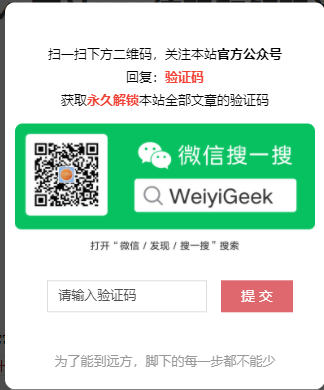 扫一扫下方二维码，关注本站官方公众号
回复：验证码
获取永久解锁本站全部文章的验证码
微信搜一搜
WeiyiGeek
打开“微信 / 发现 / 搜一搜”搜索
请输入验证码
提 交
为了能到远方，脚下的每一步都不能少